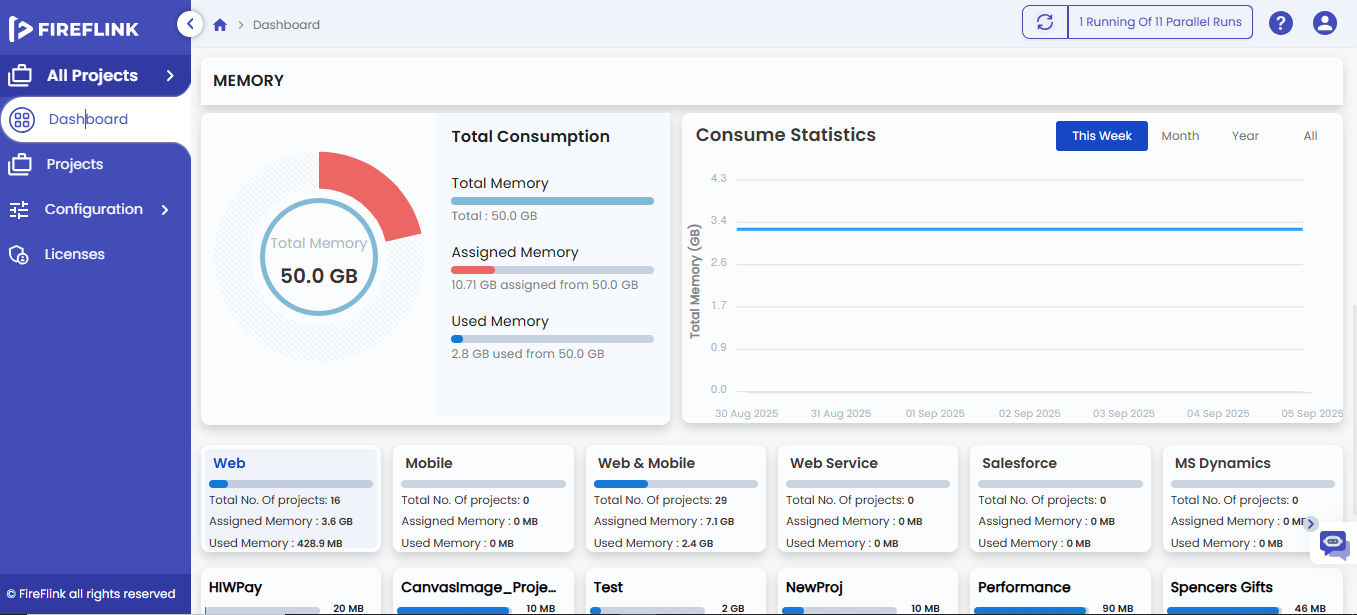 FIREFLINK
All Projects
Dashboard
Projects
Configuration
Licenses
© FireFlink all rights reserved
Dashboard
1 Running Of 11 Parallel Runs
?
MEMORY
Total Memory
50.0 GB
Total Consumption
Total Memory
Total : 50.0 GB
Assigned Memory
10.71 GB assigned from 50.0 GB
Used Memory
2.8 GB used from 50.0 GB
Consume Statistics
This Week Month Year All
Total Memory (GB)
4.3
3.4
2.6
1.7
0.9
0.0
30 Aug 2025 31 Aug 2025 01 Sep 2025 02 Sep 2025 03 Sep 2025 04 Sep 2025 05 Sep 2025
Web
Total No. Of projects: 16
Assigned Memory : 3.6 GB
Used Memory : 428.9 MB
Mobile
Total No. Of projects: 0
Assigned Memory : 0 MB
Used Memory : 0 MB
Web & Mobile
Total No. Of projects: 29
Assigned Memory : 7.1 GB
Used Memory : 2.4 GB
Web Service
Total No. Of projects: 0
Assigned Memory : 0 MB
Used Memory : 0 MB
Salesforce
Total No. Of projects: 0
Assigned Memory : 0 MB
Used Memory : 0 MB
MS Dynamics
Total No. Of projects: 0
Assigned Memory : 0 MB
Used Memory : 0 MB
HIWPay
20 MB
CanvasImage_Proje...
10 MB
Test
2 GB
NewProj
10 MB
Performance
90 MB
Spencers Gifts
46 MB